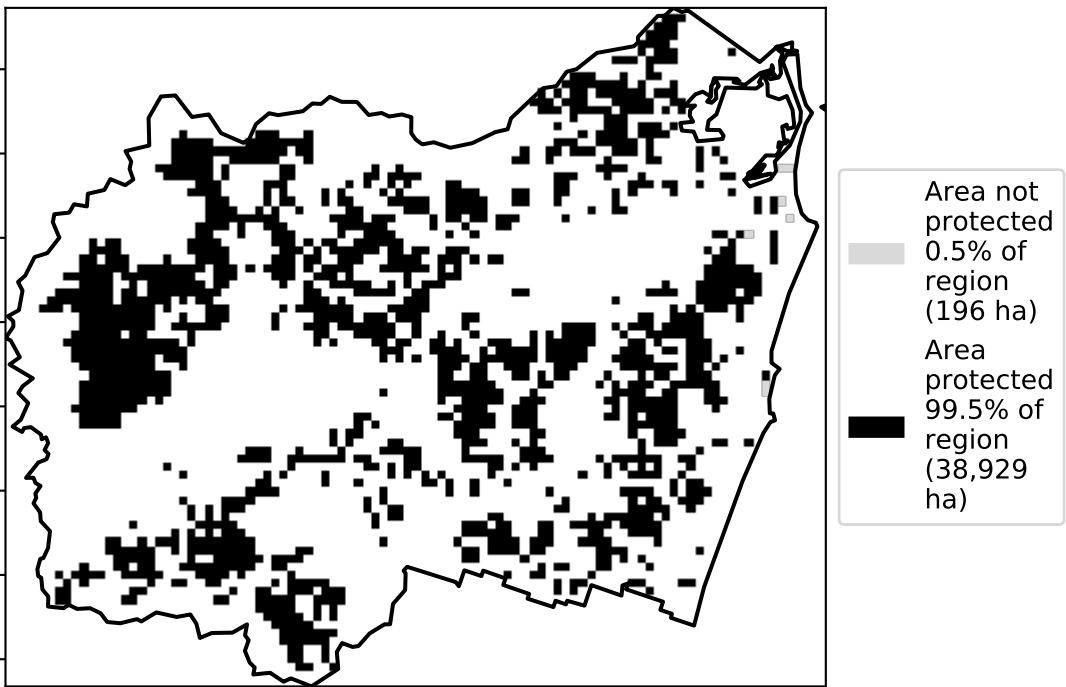 Area not
protected
0.5% of
region
(196 ha)
Area
protected
99.5% of
region
(38,929
ha)